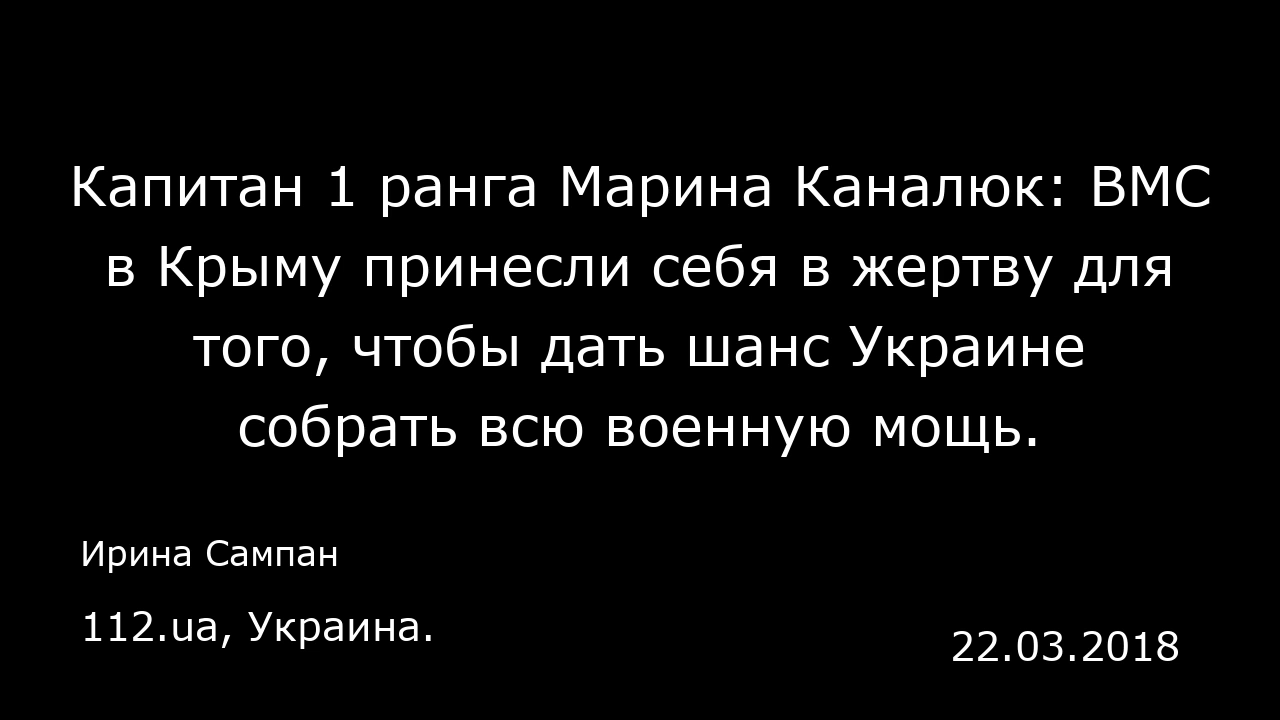 Капитан 1 ранга Марина Каналюк: ВМС
в Крыму принесли себя в жертву для
того, чтобы дать шанс Украине
собрать всю военную мощь.
Ирина Сампан
112.ua, Украина.
22.03.2018